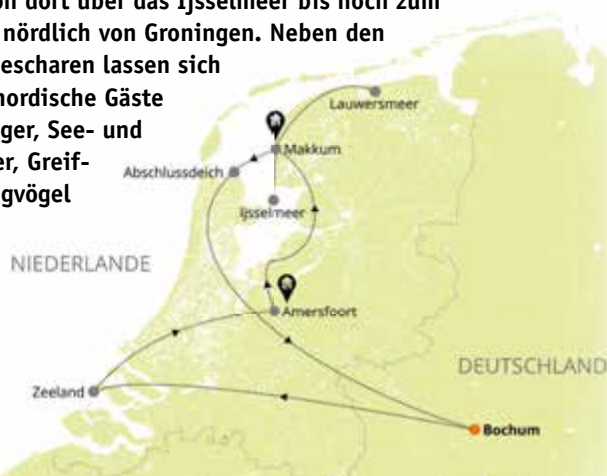 on dort über das Ijsselmeer bis hoch zum
nördlich von Groningen. Neben den
escharen lassen sich
nordische Gäste
ger, See- und
er, Greif-
gvögel
Lauwersmeer
Makkum
Abschlussdeich
Ijsselmeer
NIEDERLANDE
Amersfoort
DEUTSCHLAND
Zeeland
Bochum